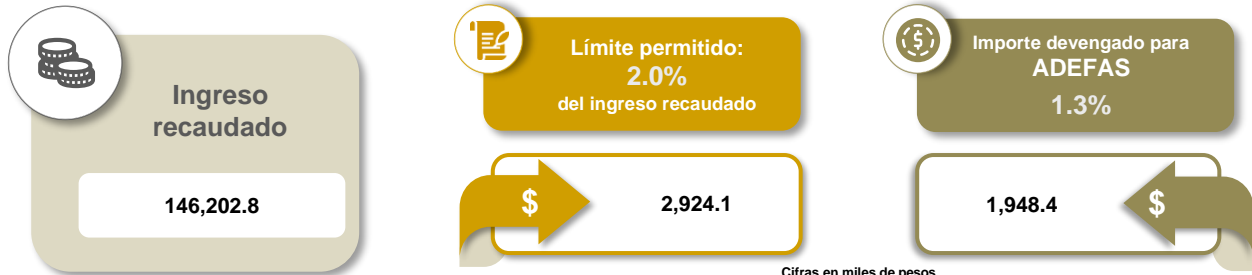 Ingreso
recaudado
146,202.8
Límite permitido:
2.0%
del ingreso recaudado
$
2,924.1
Importe devengado para
ADEFAS
1.3%
1,948.4
$
Cifras en miles de pesos